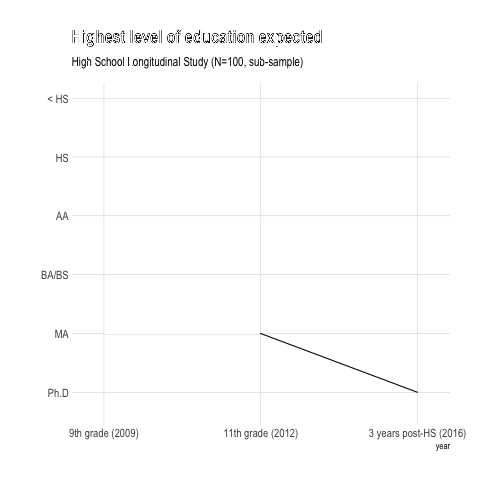 Highest level of education expected
High School Longitudinal Study (N=100, sub-sample)
< HS
HS
AA
BA/BS
MA
Ph.D
9th grade (2009) 11th grade (2012) 3 years post-HS (2016)
year